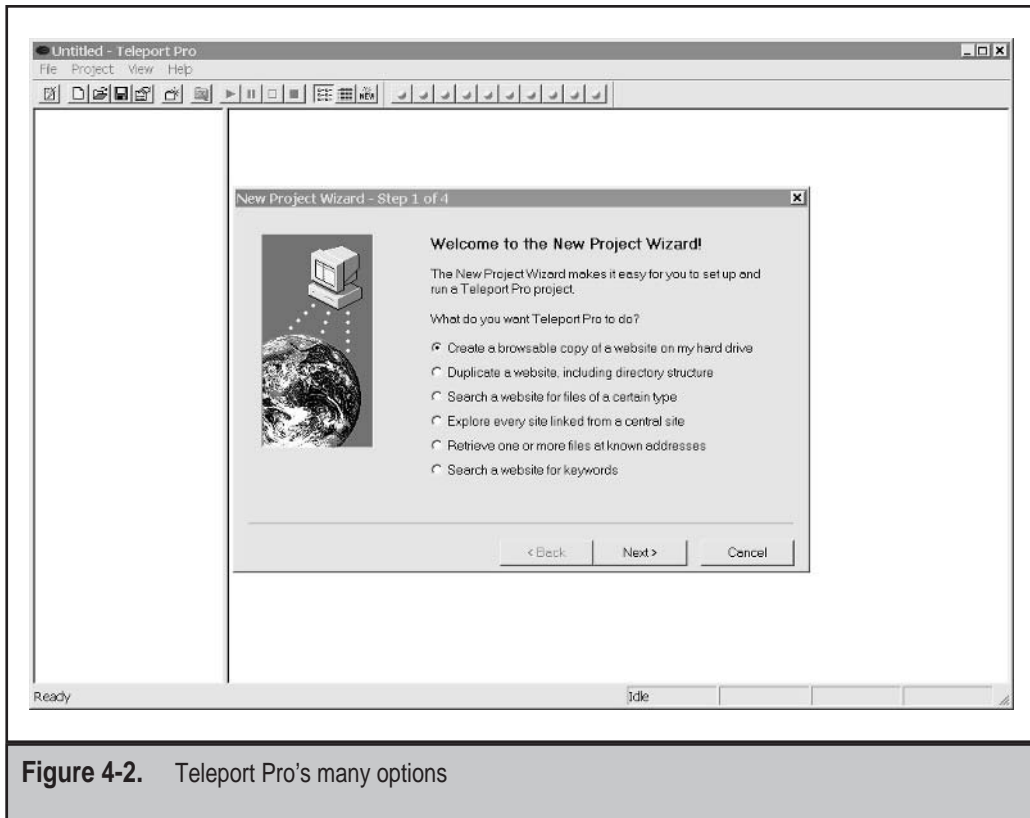 Untitled - Teleport Pro
File Project View Help
NEW
New Project Wizard - Step 1 of 4
Welcome to the New Project Wizard!
The New Project Wizard makes it easy for you to set up and
run a Teleport Pro project.
What do you want Teleport Pro to do?
Create a browsable copy of a website on my hard drive
Duplicate a website, including directory structure
Search a website for files of a certain type
Explore every site linked from a central site
Retrieve one or more files at known addresses
Search a website for keywords
< Back
Next >
Cancel
Ready
Idle
Figure 4-2. Teleport Pro's many options